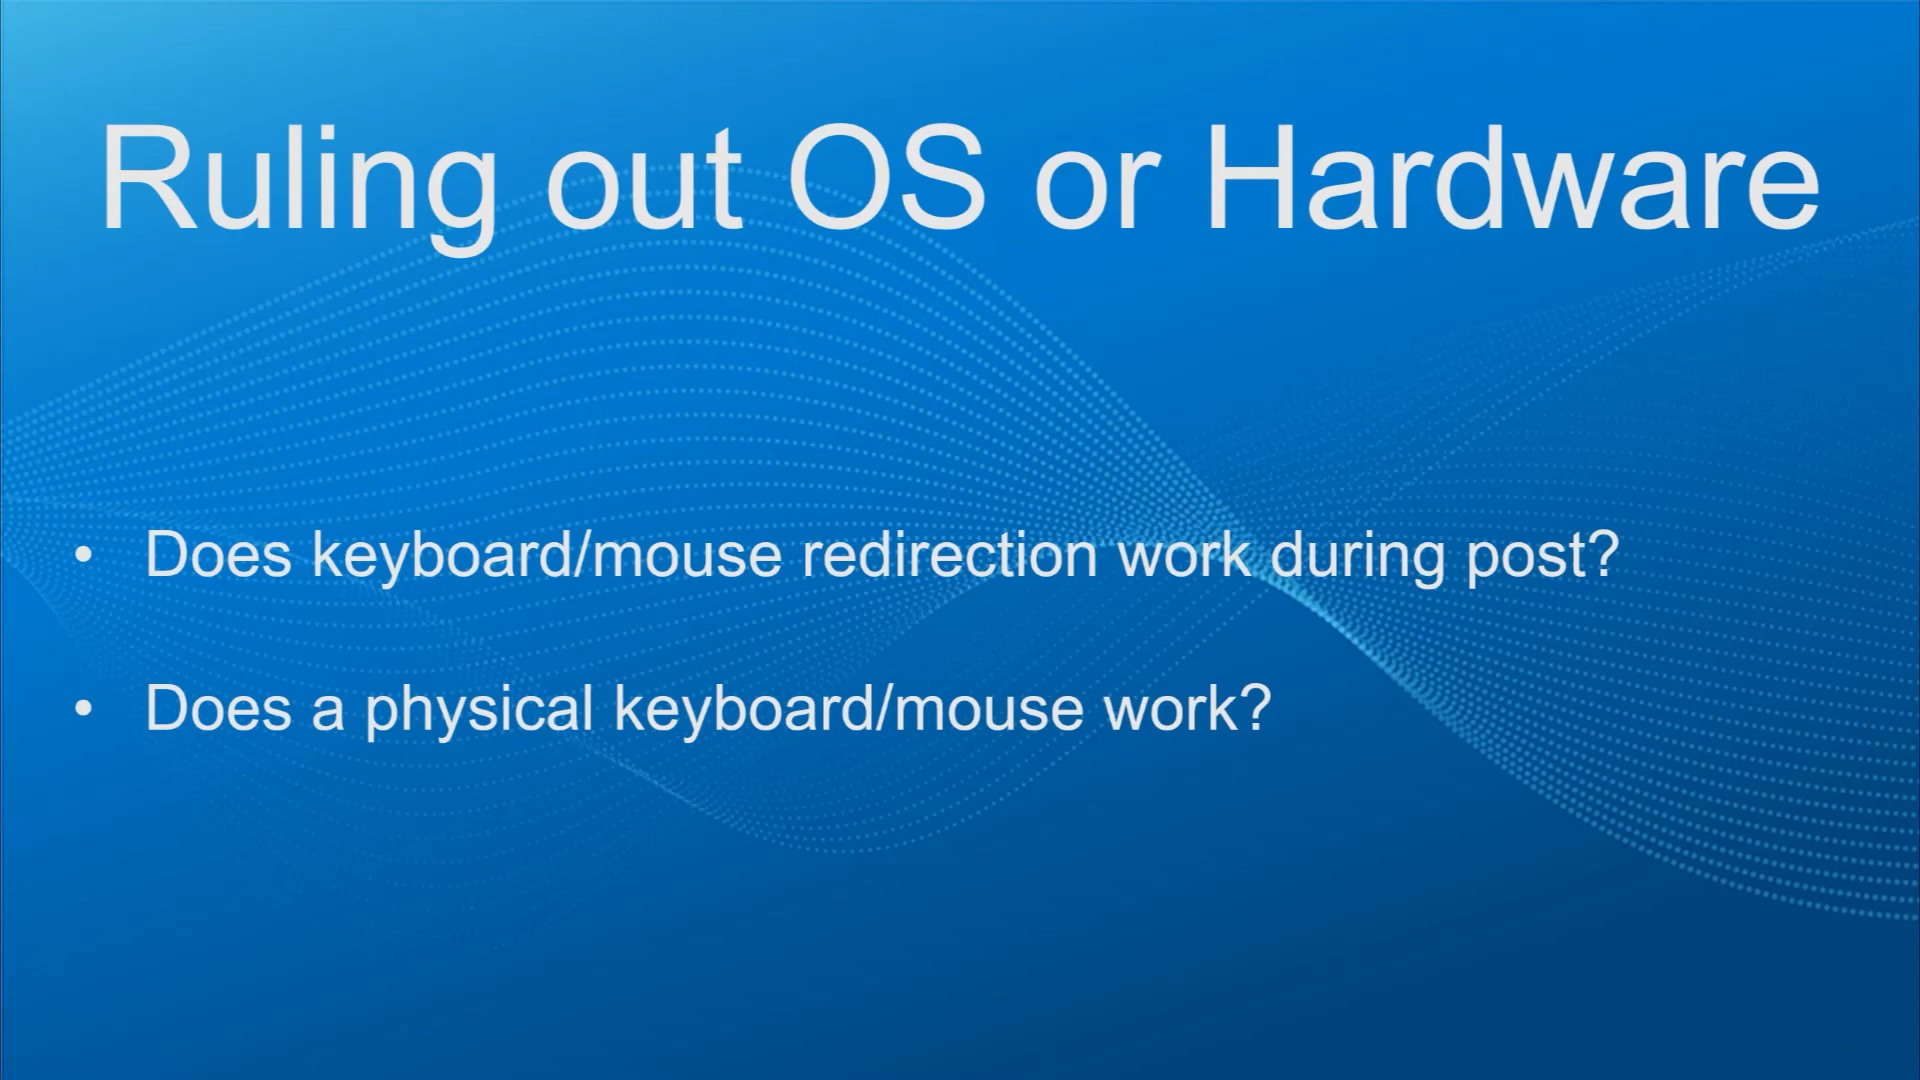 Ruling out OS or Hardware
• Does keyboard/mouse redirection work during post?
• Does a physical keyboard/mouse work?